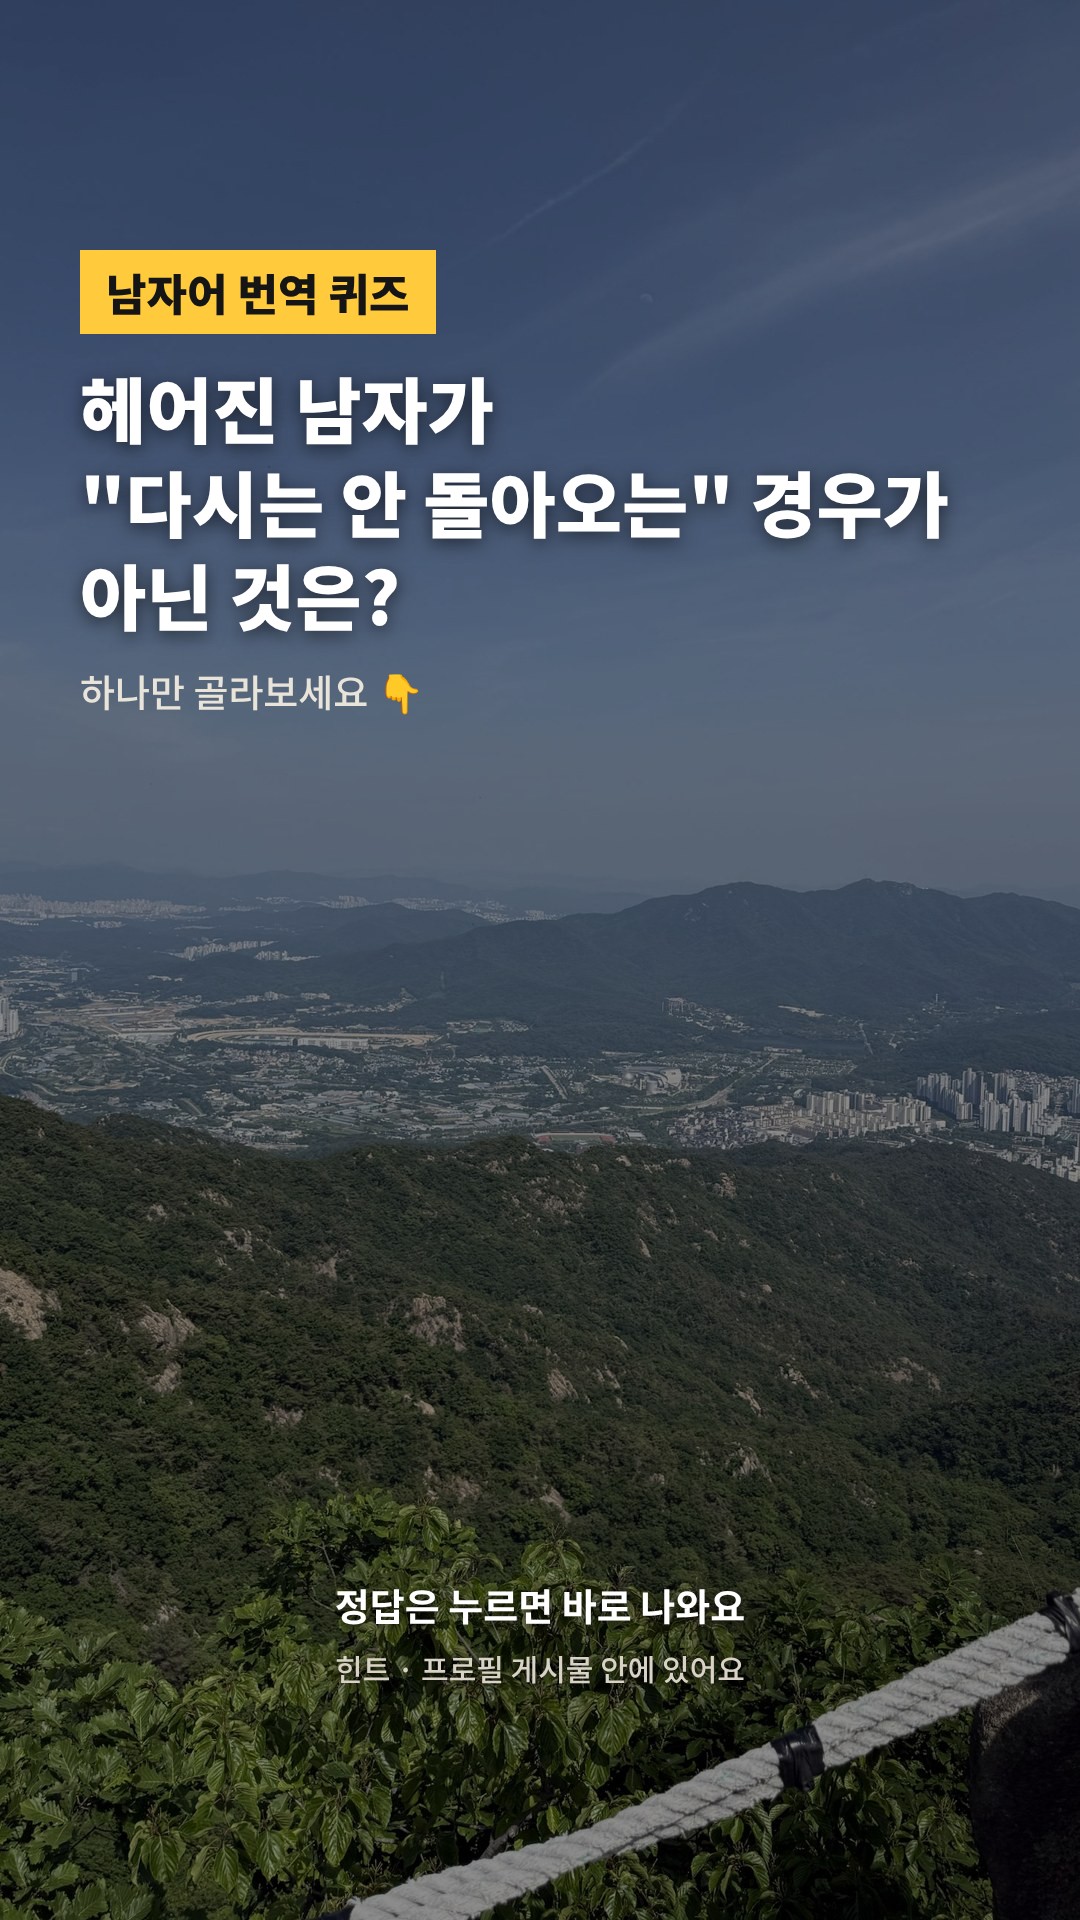 남자어 번역 퀴즈
헤어진 남자가
"다시는 안 돌아오는" 경우가
아닌 것은?
하나만 골라보세요 👇
정답은 누르면 바로 나와요
힌트 · 프로필 게시물 안에 있어요